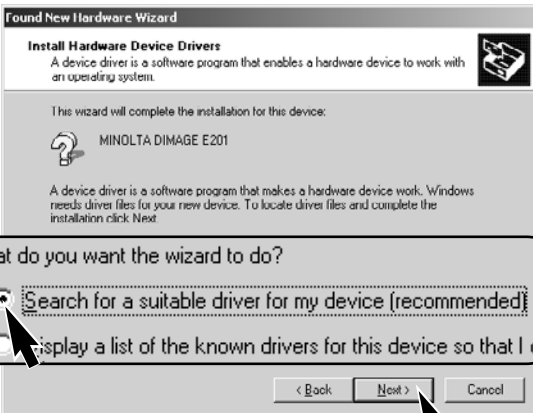 Found New Hardware Wizard
Install Hardware Device Drivers
A device driver is a software program that enables a hardware device to work with
an operating system.
This wizard will complete the installation for this device:
MINOLTA DIMAGE E201
A device driver is a software program that makes a hardware device work. Windows
needs driver files for your new device. To locate driver files and complete the
installation click Next.
at do you want the wizard to do?
Search for a suitable driver for my device (recommended)
isplay a list of the known drivers for this device so that I
< Back Next > Cancel